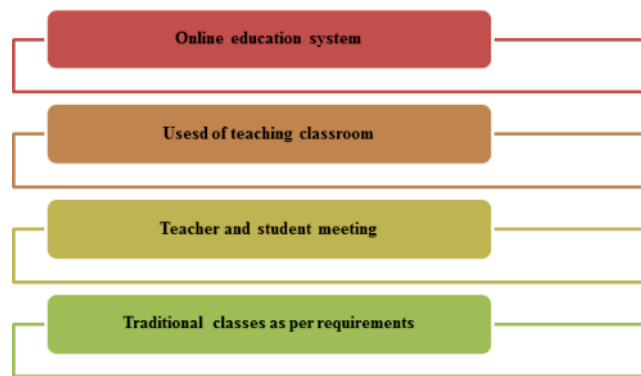 Online education system
Usesd of teaching classroom
Teacher and student meeting
Traditional classes as per requirements